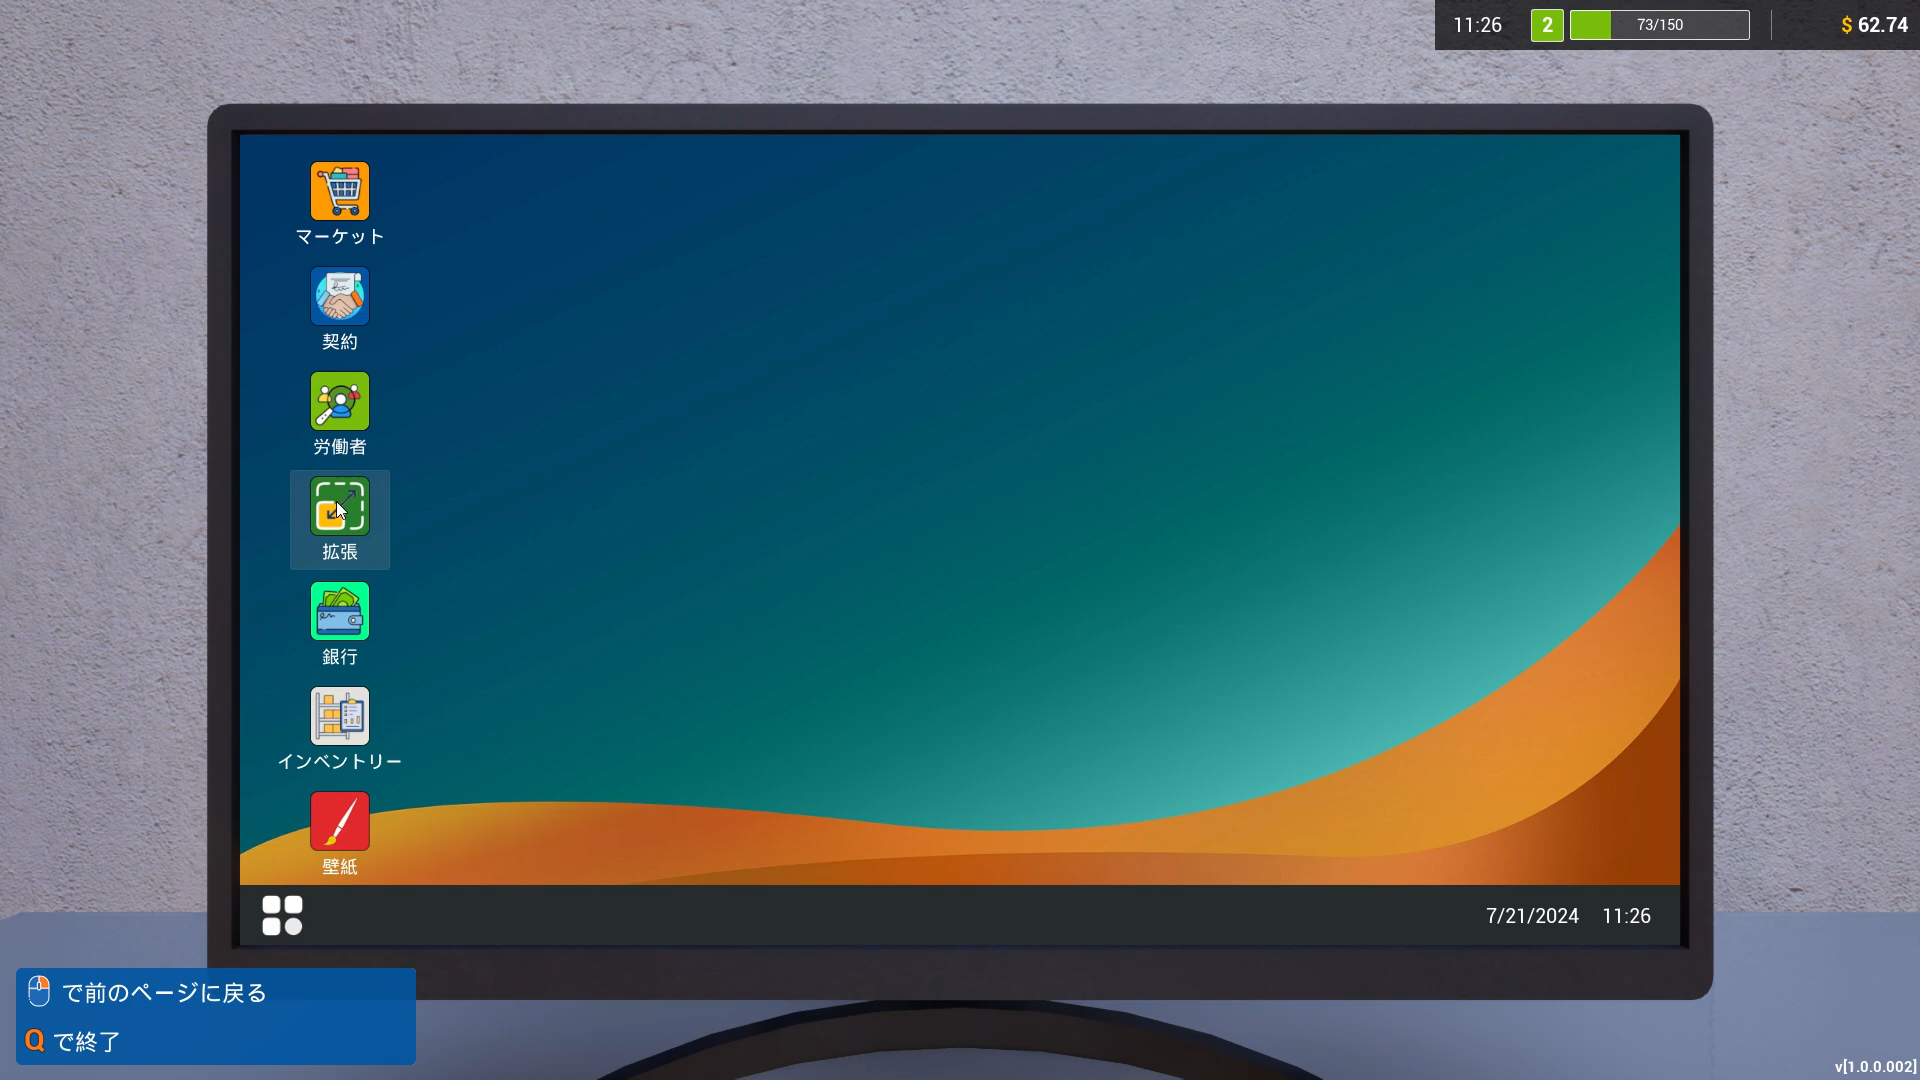 11:26 2 73/150 $ 62.74
マーケット
契約
労働者
拡張
銀行
インベントリー
壁紙
7/21/2024 11:26
で前のページに戻る
Q で終了
v[1.0.0.002]